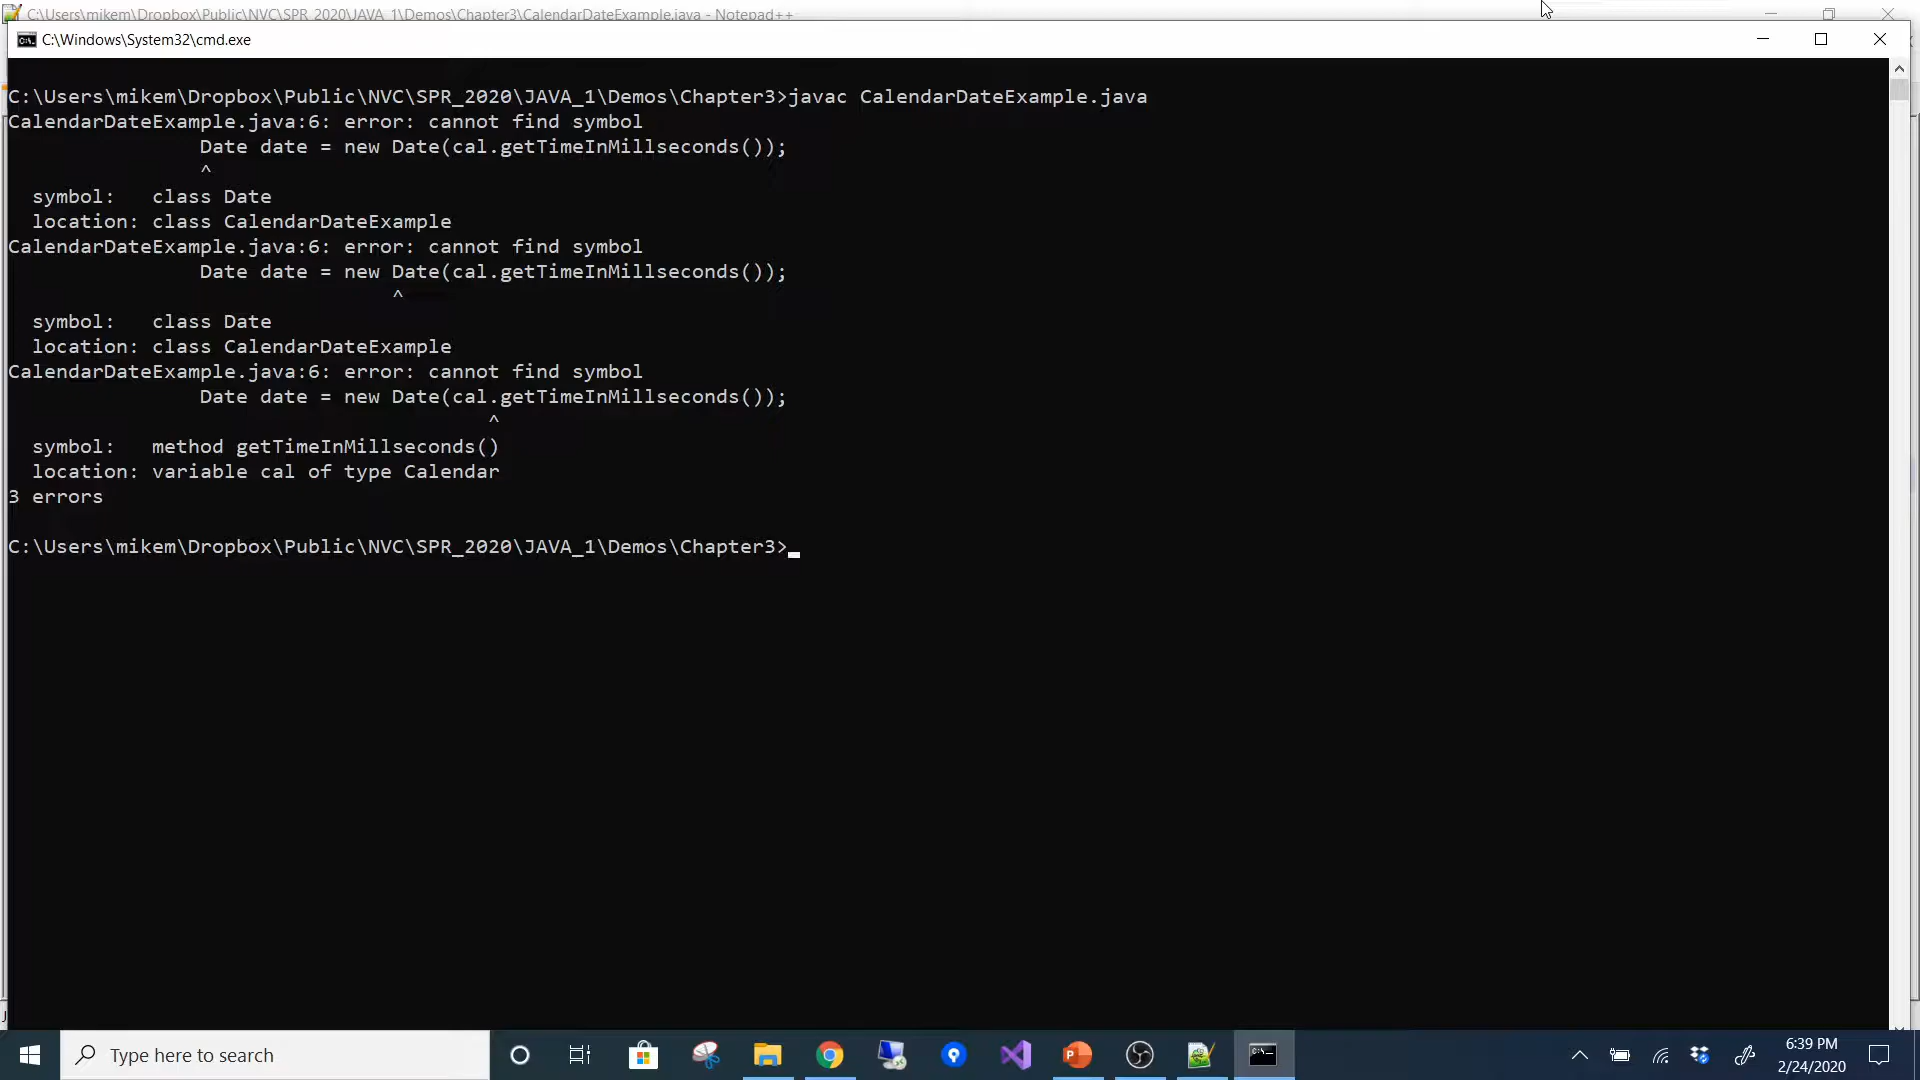 C:\Users\mikem\Dropbox\Public\NVC\SPR_2020\JAVA_1\Demos\Chapter3\CalendarDateExample.java - Notepad++
C:\Windows\System32\cmd.exe
C:\Users\mikem\Dropbox\Public\NVC\SPR_2020\JAVA_1\Demos\Chapter3>javac CalendarDateExample.java
CalendarDateExample.java:6: error: cannot find symbol
Date date = new Date(cal.getTimeInMillseconds());
^
symbol:   class Date
location: class CalendarDateExample
CalendarDateExample.java:6: error: cannot find symbol
Date date = new Date(cal.getTimeInMillseconds());
^
symbol:   class Date
location: class CalendarDateExample
CalendarDateExample.java:6: error: cannot find symbol
Date date = new Date(cal.getTimeInMillseconds());
^
symbol:   method getTimeInMillseconds()
location: variable cal of type Calendar
3 errors
C:\Users\mikem\Dropbox\Public\NVC\SPR_2020\JAVA_1\Demos\Chapter3>
Type here to search
6:39 PM
2/24/2020